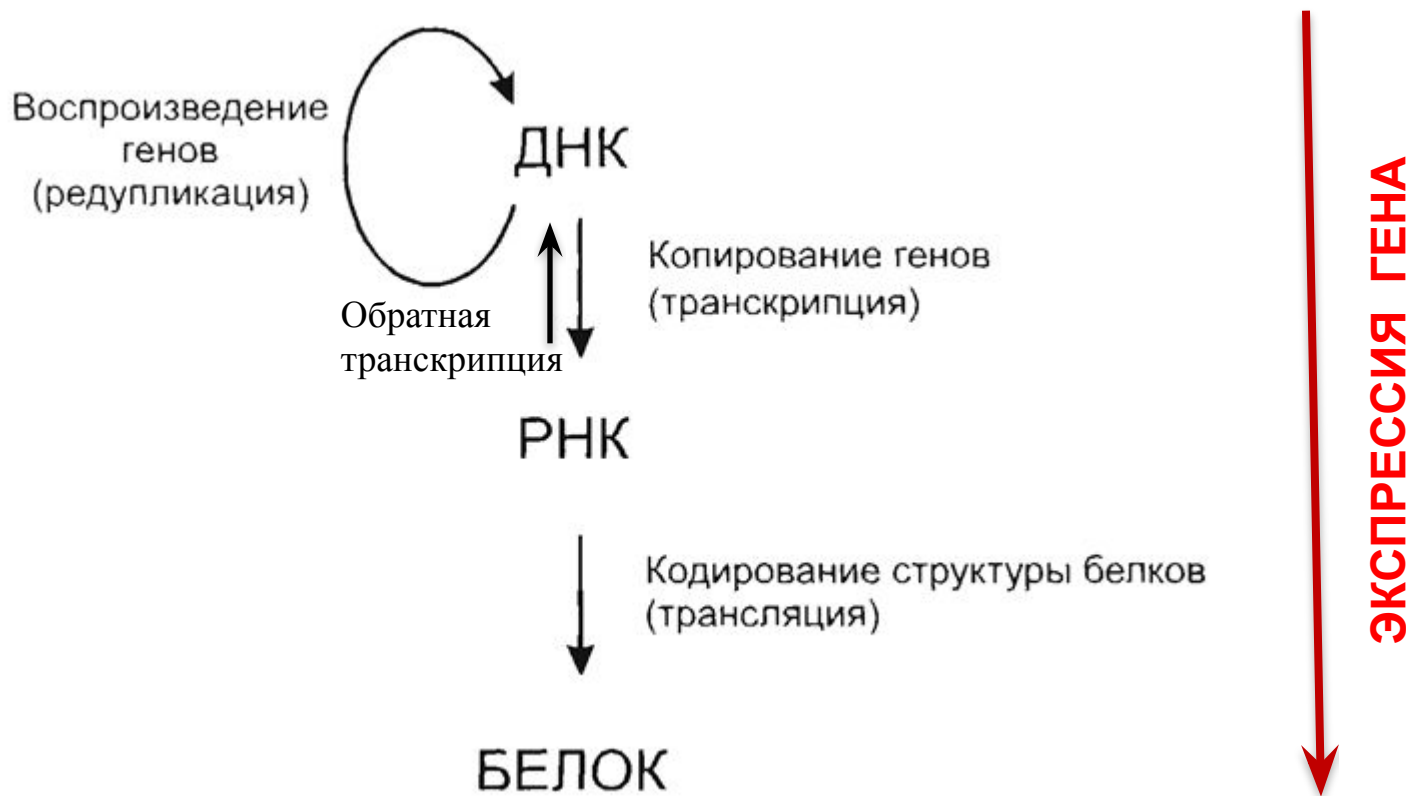 Воспроизведение
генов
(редупликация)
ДНК
Копирование генов
(транскрипция)
Обратная
транскрипция
РНК
Кодирование структуры белков
(трансляция)
БЕЛОК
ЭКСПРЕССИЯ ГЕНА